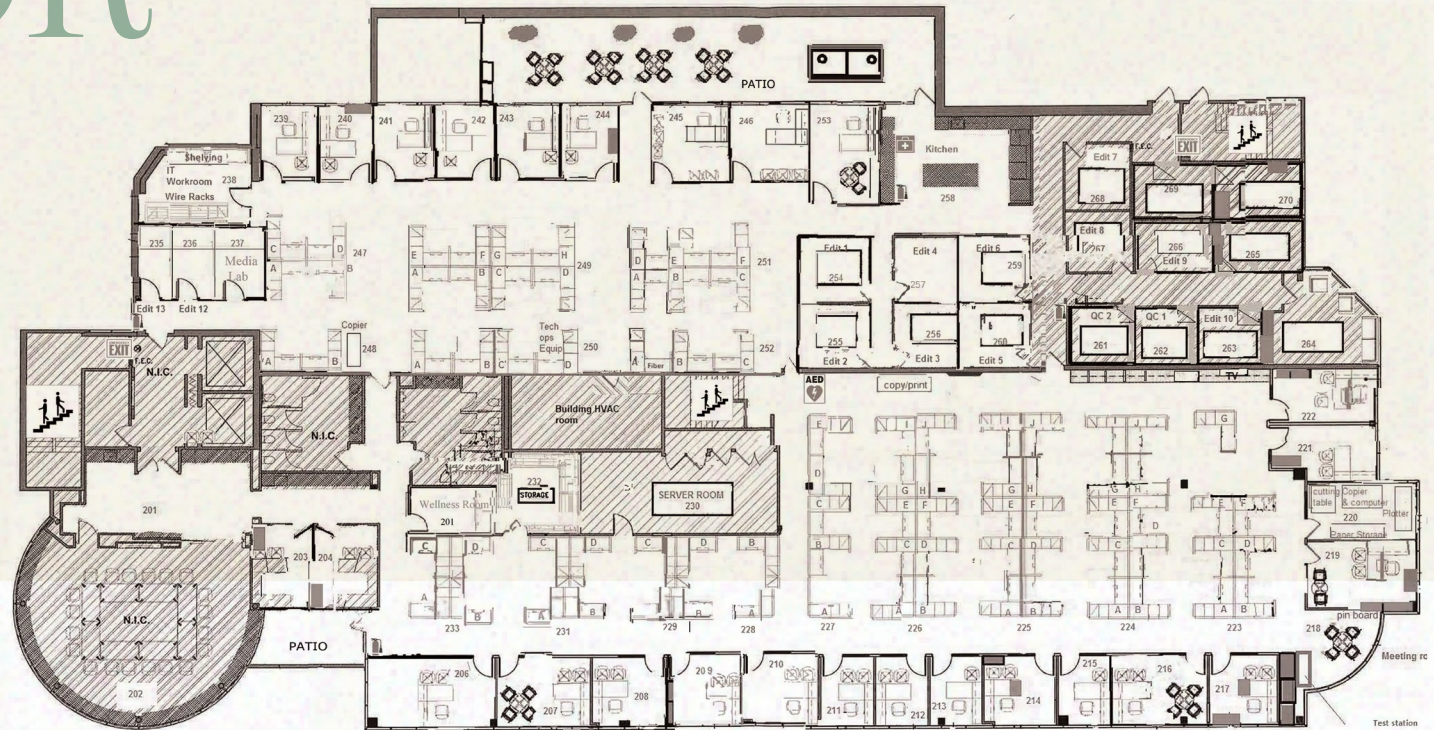 PATIO
239
240
241
242
243
244
245
246
253
Kitchen
258
Shelving
IT
Workroom
238
Wire Racks
F.E.C.
EXIT
Edit 7
268
269
270
Edit 8
267
266
Edit 9
265
235
236
237
Media
Lab
Edit 13
Edit 12
C
D
A
B
247
E
F
G
H
A
B
C
D
249
D
E
F
A
B
C
251
Edit 1
254
Edit 4
257
Edit 6
259
255
Edit 2
256
Edit 3
260
Edit 5
QC 2
261
QC 1
262
Edit 10
263
264
Copier
248
A
B
Tech
ops
Equip
250
A
B
C
D
252
A
Fiber
B
C
EXIT
F.E.C.
N.I.C.
N.I.C.
Building HVAC
room
AED
copy/print
TV
222
221
cutting
table
Copier
& computer
Plotter
220
Paper Storage
219
pin board
218
Meeting ro
Test station
232
STORAGE
SERVER ROOM
230
Wellness Room
201
201
203
204
N.I.C.
202
PATIO
C
D
A
B
233
C
D
A
B
231
C
D
A
B
229
B
A
228
E
D
C
B
A
227
I
J
G
H
E
F
C
D
A
B
226
I
J
G
H
E
F
C
D
A
B
225
I
J
G
H
E
F
D
C
D
A
B
224
G
E
F
C
D
A
B
223
206
207
208
209
210
211
212
213
214
215
216
217